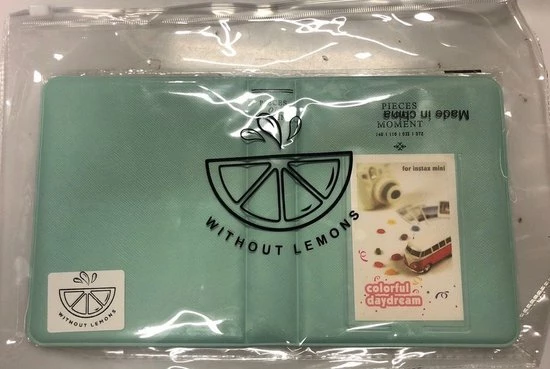 Made in china
PIECES
MOMENT
for instax mini
WITHOUT LEMONS
colorful
daydream
WITHOUT LEMONS